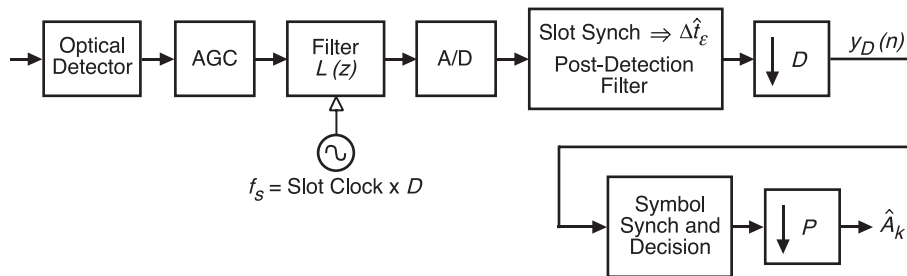 Optical
Detector
AGC
Filter
L (z)
A/D
Slot Synch ⇒ Δt̂ε
Post-Detection
Filter
D
yD (n)
fs = Slot Clock x D
Symbol
Synch and
Decision
P
Âk